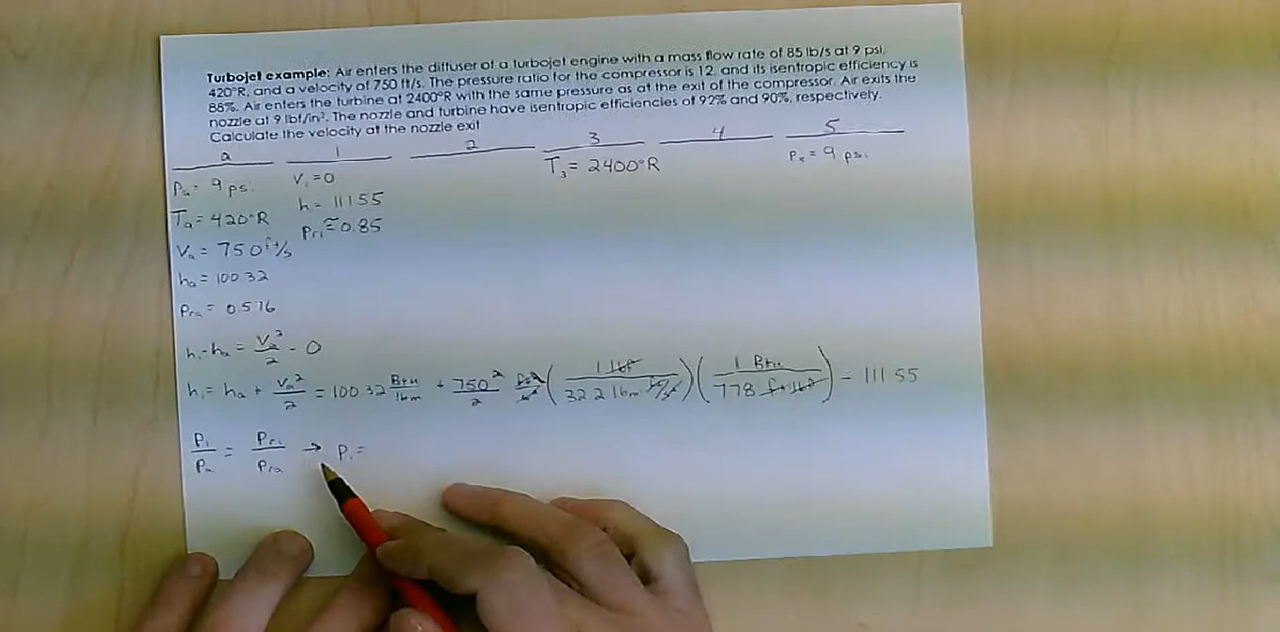 Turbojet example: Air enters the diffuser of a turbojet engine with a mass flow rate of 85 lb/s at 9 psi,
420°R, and a velocity of 750 ft/s. The pressure ratio for the compressor is 12, and its isentropic efficiency is
88%. Air enters the turbine at 2400°R with the same pressure as at the exit of the compressor. Air exits the
nozzle at 9 lbf/in². The nozzle and turbine have isentropic efficiencies of 92% and 90%, respectively.
Calculate the velocity at the nozzle exit
a 1 2 3 4 5
Pa = 9 psi V₁ = 0 T₃ = 2400°R P₅ = 9 psi
Ta = 420°R h₁ = 111.55
Va = 750 ft/s Pr₁ ≅ 0.85
ha = 100.32
Pra = 0.576
h₁-ha = Va²/2 - 0
h₁ = ha + Va²/2 = 100.32 Btu/lbm + 750²/2 ft²/s² (1 lbf / 32.2 lbm ft/s²)(1 Btu / 778 ft·lbf) = 111.55
P₁/Pa = Pr₁/Pra → P₁ =